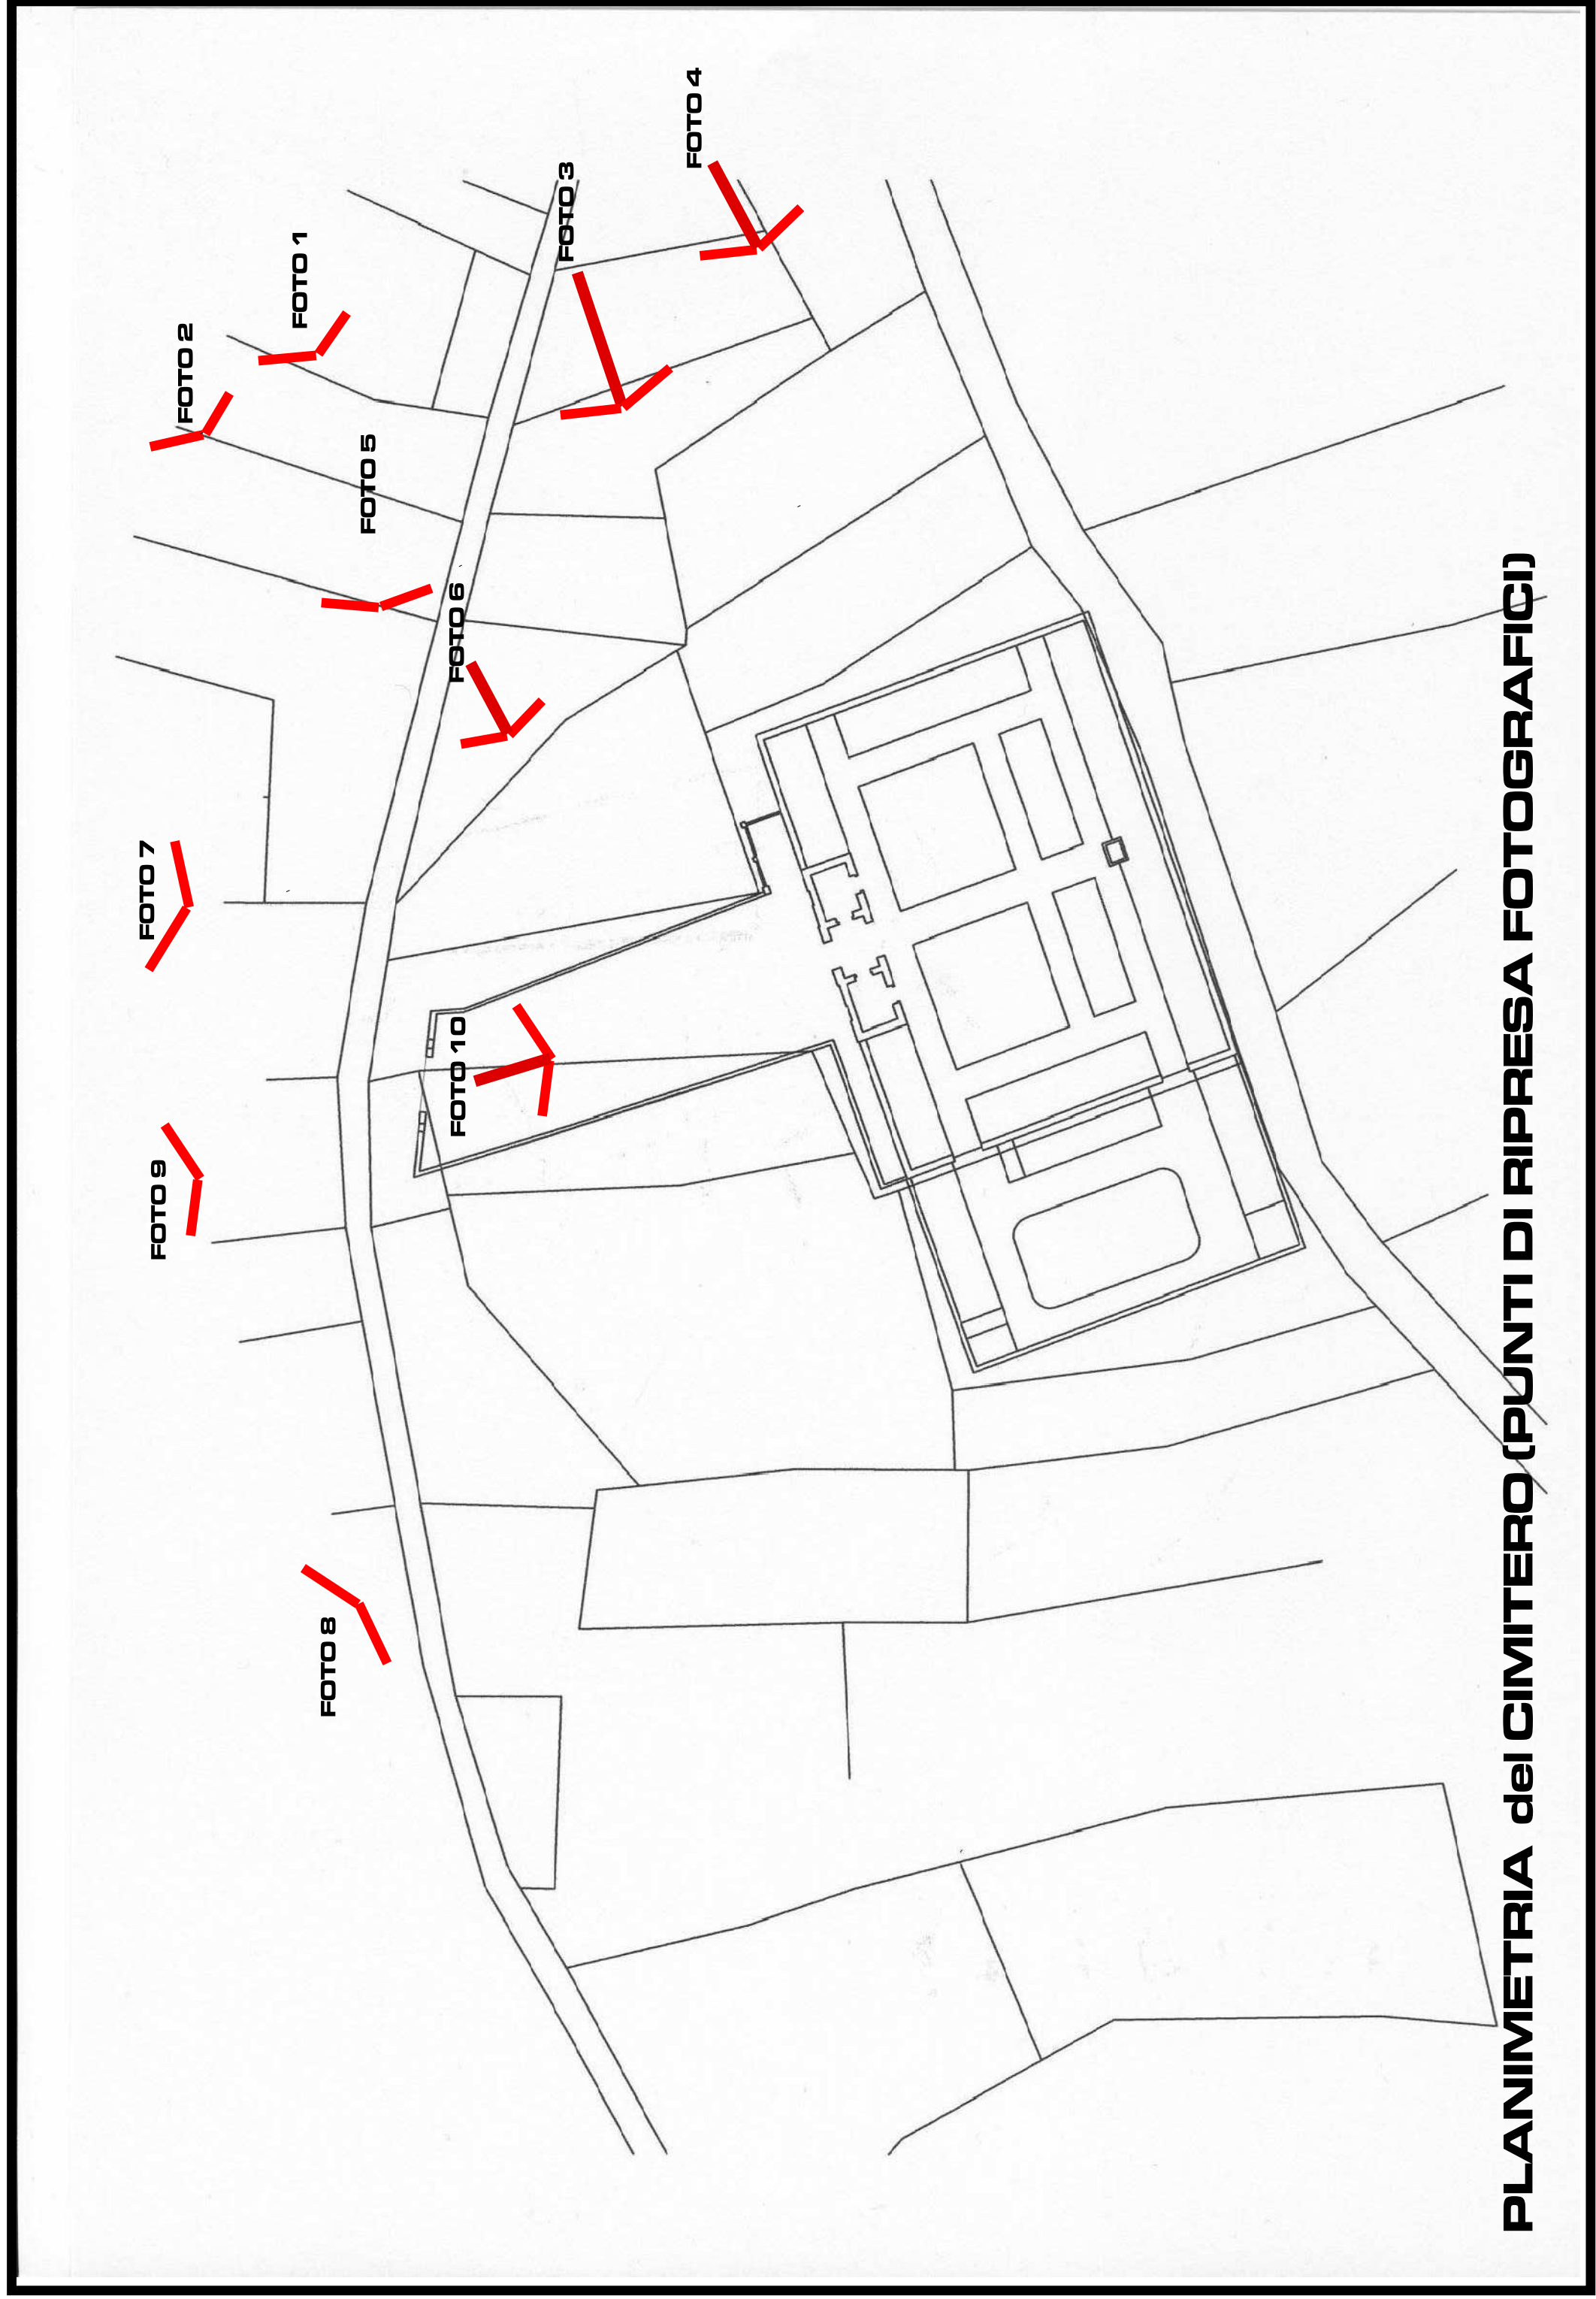 FOTO 7
FOTO 9
FOTO 2
FOTO 1
FOTO 8
FOTO 5
FOTO 6
FOTO 10
FOTO 3
FOTO 4
PLANIMETRIA del CIMITERO (PUNTI DI RIPRESA FOTOGRAFICI)